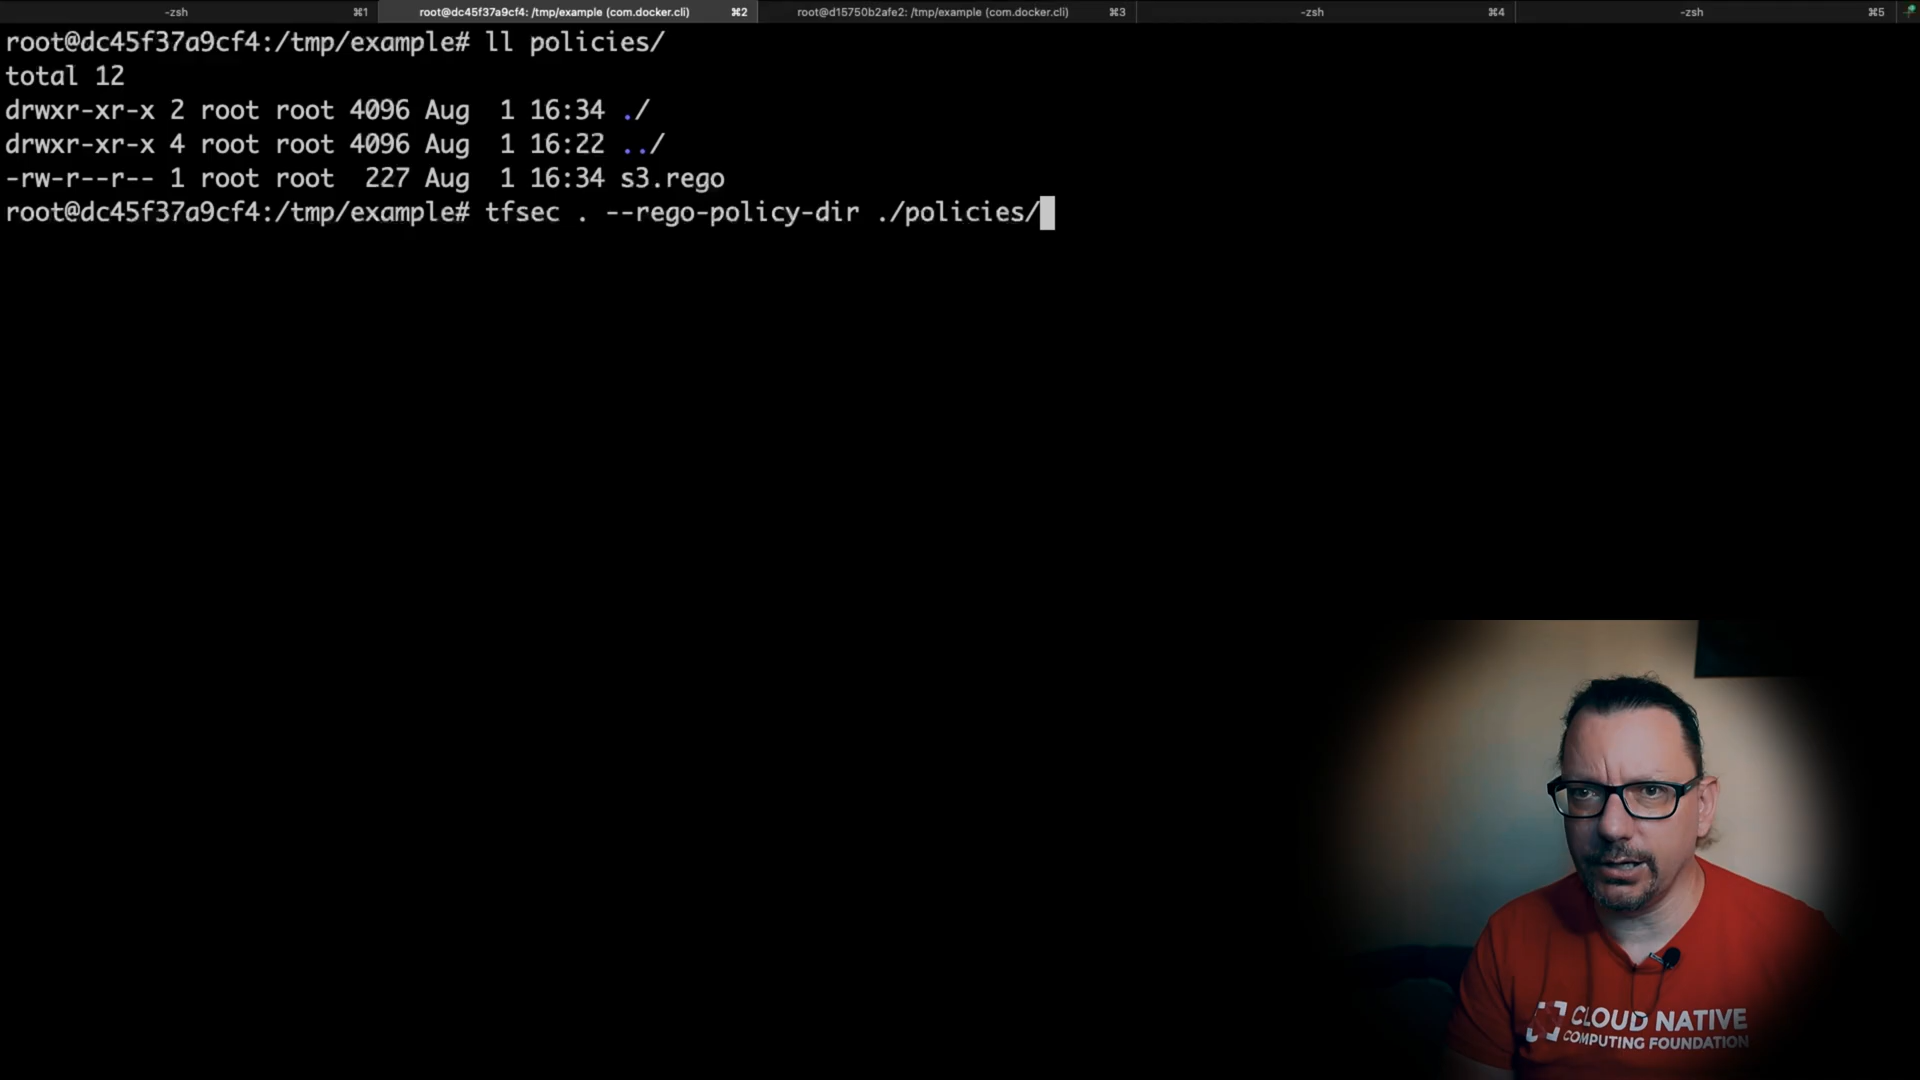 -zsh ⌘1 root@dc45f37a9cf4: /tmp/example (com.docker.cli) ⌘2 root@d15750b2afe2: /tmp/example (com.docker.cli) ⌘3 -zsh ⌘4 -zsh ⌘5
root@dc45f37a9cf4:/tmp/example# ll policies/
total 12
drwxr-xr-x 2 root root 4096 Aug  1 16:34 ./
drwxr-xr-x 4 root root 4096 Aug  1 16:22 ../
-rw-r--r-- 1 root root  227 Aug  1 16:34 s3.rego
root@dc45f37a9cf4:/tmp/example# tfsec . --rego-policy-dir ./policies/
CLOUD NATIVE
COMPUTING FOUNDATION